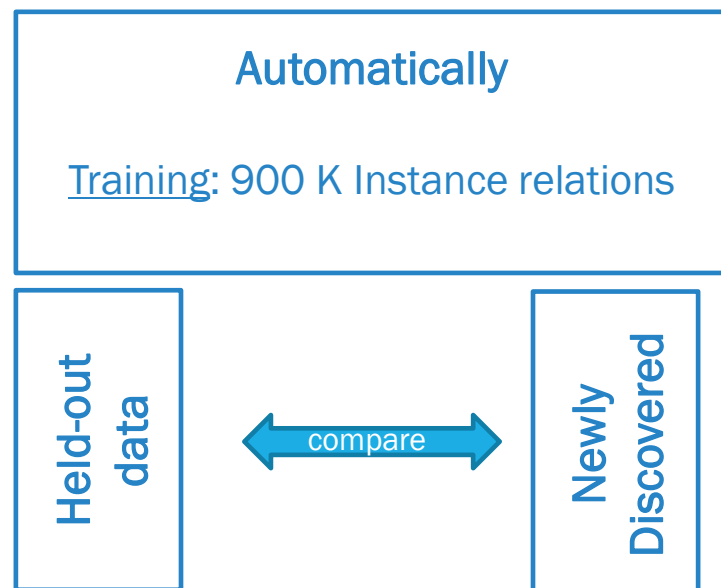 Automatically
Training: 900 K Instance relations
Held-out
data
compare
Newly
Discovered